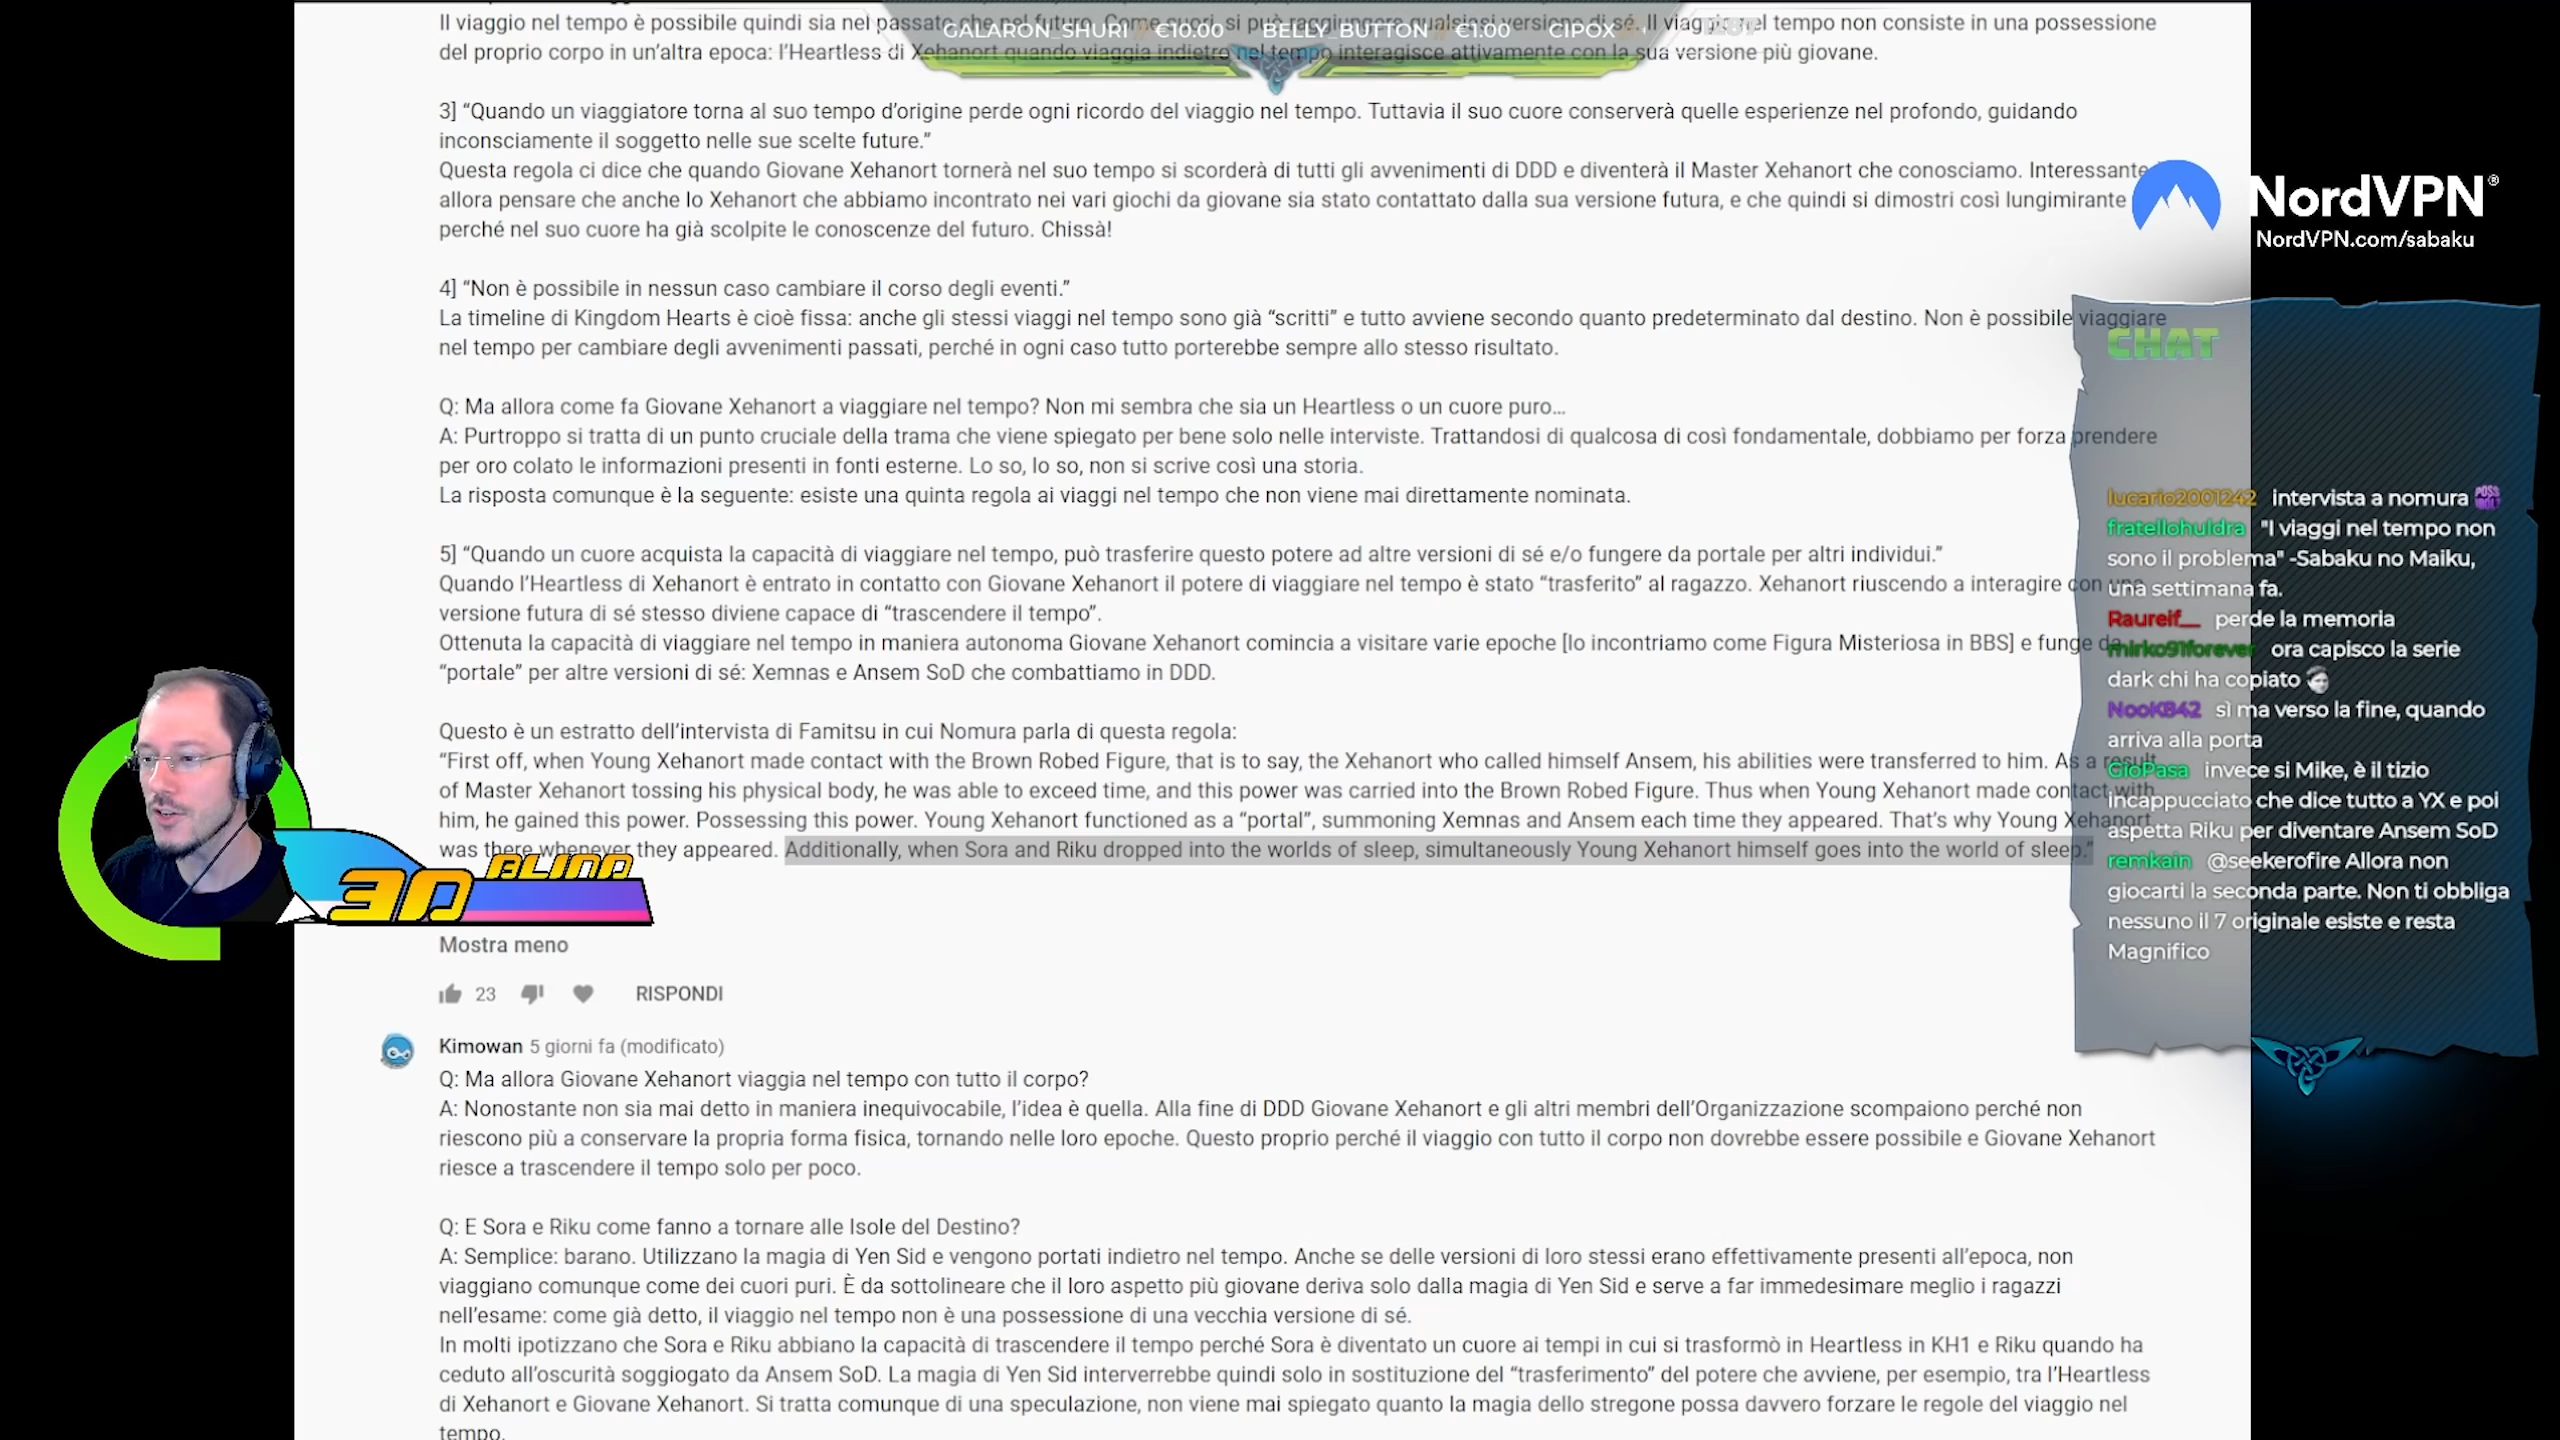 Il viaggio nel tempo è possibile quindi sia nel passato che nel futuro. Come cuori, si può raggiungere qualsiasi versione di sé. Il viaggio nel tempo non consiste in una possessione
del proprio corpo in un'altra epoca: l'Heartless di Xehanort quando viaggia indietro nel tempo interagisce attivamente con la sua versione più giovane.
GALARON_SHURI €10.00 BELLY_BUTTON €1.00 CIPOX
3] “Quando un viaggiatore torna al suo tempo d'origine perde ogni ricordo del viaggio nel tempo. Tuttavia il suo cuore conserverà quelle esperienze nel profondo, guidando
inconsciamente il soggetto nelle sue scelte future.”
Questa regola ci dice che quando Giovane Xehanort tornerà nel suo tempo si scorderà di tutti gli avvenimenti di DDD e diventerà il Master Xehanort che conosciamo. Interessante
allora pensare che anche lo Xehanort che abbiamo incontrato nei vari giochi da giovane sia stato contattato dalla sua versione futura, e che quindi si dimostri così lungimirante
perché nel suo cuore ha già scolpite le conoscenze del futuro. Chissà!
4] “Non è possibile in nessun caso cambiare il corso degli eventi.”
La timeline di Kingdom Hearts è cioè fissa: anche gli stessi viaggi nel tempo sono già “scritti” e tutto avviene secondo quanto predeterminato dal destino. Non è possibile viaggiare
nel tempo per cambiare degli avvenimenti passati, perché in ogni caso tutto porterebbe sempre allo stesso risultato.
Q: Ma allora come fa Giovane Xehanort a viaggiare nel tempo? Non mi sembra che sia un Heartless o un cuore puro...
A: Purtroppo si tratta di un punto cruciale della trama che viene spiegato per bene solo nelle interviste. Trattandosi di qualcosa di così fondamentale, dobbiamo per forza prendere
per oro colato le informazioni presenti in fonti esterne. Lo so, lo so, non si scrive così una storia.
La risposta comunque è la seguente: esiste una quinta regola ai viaggi nel tempo che non viene mai direttamente nominata.
5] “Quando un cuore acquista la capacità di viaggiare nel tempo, può trasferire questo potere ad altre versioni di sé e/o fungere da portale per altri individui.”
Quando l'Heartless di Xehanort è entrato in contatto con Giovane Xehanort il potere di viaggiare nel tempo è stato “trasferito” al ragazzo. Xehanort riuscendo a interagire con una
versione futura di sé stesso diviene capace di “trascendere il tempo”.
Ottenuta la capacità di viaggiare nel tempo in maniera autonoma Giovane Xehanort comincia a visitare varie epoche [lo incontriamo come Figura Misteriosa in BBS] e funge da
“portale” per altre versioni di sé: Xemnas e Ansem SoD che combattiamo in DDD.
Questo è un estratto dell'intervista di Famitsu in cui Nomura parla di questa regola:
“First off, when Young Xehanort made contact with the Brown Robed Figure, that is to say, the Xehanort who called himself Ansem, his abilities were transferred to him. As a result
of Master Xehanort tossing his physical body, he was able to exceed time, and this power was carried into the Brown Robed Figure. Thus when Young Xehanort made contact with
him, he gained this power. Possessing this power. Young Xehanort functioned as a “portal”, summoning Xemnas and Ansem each time they appeared. That's why Young Xehanort
was there whenever they appeared. Additionally, when Sora and Riku dropped into the worlds of sleep, simultaneously Young Xehanort himself goes into the world of sleep.”
Mostra meno
23 RISPONDI
Kimowan 5 giorni fa (modificato)
Q: Ma allora Giovane Xehanort viaggia nel tempo con tutto il corpo?
A: Nonostante non sia mai detto in maniera inequivocabile, l'idea è quella. Alla fine di DDD Giovane Xehanort e gli altri membri dell'Organizzazione scompaiono perché non
riescono più a conservare la propria forma fisica, tornando nelle loro epoche. Questo proprio perché il viaggio con tutto il corpo non dovrebbe essere possibile e Giovane Xehanort
riesce a trascendere il tempo solo per poco.
Q: E Sora e Riku come fanno a tornare alle Isole del Destino?
A: Semplice: barano. Utilizzano la magia di Yen Sid e vengono portati indietro nel tempo. Anche se delle versioni di loro stessi erano effettivamente presenti all'epoca, non
viaggiano comunque come dei cuori puri. È da sottolineare che il loro aspetto più giovane deriva solo dalla magia di Yen Sid e serve a far immedesimare meglio i ragazzi
nell'esame: come già detto, il viaggio nel tempo non è una possessione di una vecchia versione di sé.
In molti ipotizzano che Sora e Riku abbiano la capacità di trascendere il tempo perché Sora è diventato un cuore ai tempi in cui si trasformò in Heartless in KH1 e Riku quando ha
ceduto all'oscurità soggiogato da Ansem SoD. La magia di Yen Sid interverrebbe quindi solo in sostituzione del “trasferimento” del potere che avviene, per esempio, tra l'Heartless
di Xehanort e Giovane Xehanort. Si tratta comunque di una speculazione, non viene mai spiegato quanto la magia dello stregone possa davvero forzare le regole del viaggio nel
tempo.
3D BLIND
NordVPN®
NordVPN.com/sabaku
CHAT
lucario2001242 intervista a nomura
fratellohuldra "I viaggi nel tempo non
sono il problema" -Sabaku no Maiku,
una settimana fa.
Raureif__ perde la memoria
mirko91forever ora capisco la serie
dark chi ha copiato
NooK842 sì ma verso la fine, quando
arriva alla porta
GioPasa invece si Mike, è il tizio
incappucciato che dice tutto a YX e poi
aspetta Riku per diventare Ansem SoD
remkain @seekerofire Allora non
giocarti la seconda parte. Non ti obbliga
nessuno il 7 originale esiste e resta
Magnifico